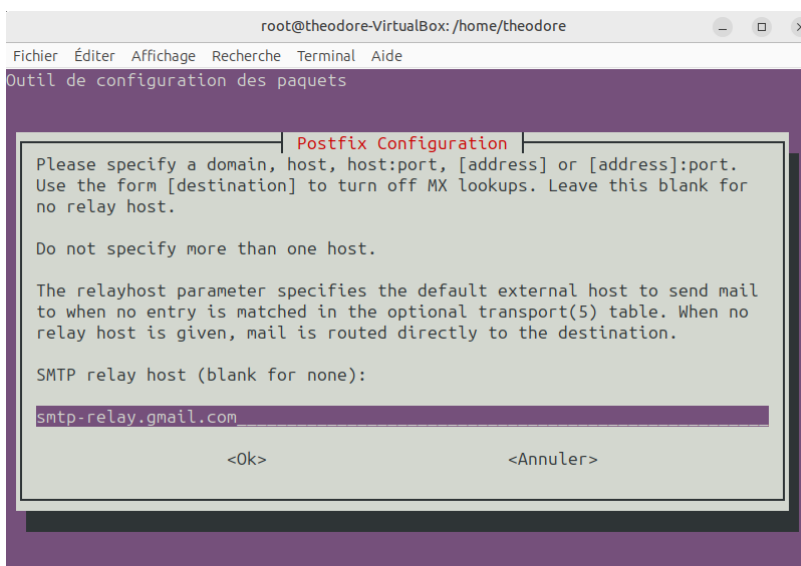 root@theodore-VirtualBox: /home/theodore
Fichier Éditer Affichage Recherche Terminal Aide
Outil de configuration des paquets
Postfix Configuration
Please specify a domain, host, host:port, [address] or [address]:port.
Use the form [destination] to turn off MX lookups. Leave this blank for
no relay host.
Do not specify more than one host.
The relayhost parameter specifies the default external host to send mail
to when no entry is matched in the optional transport(5) table. When no
relay host is given, mail is routed directly to the destination.
SMTP relay host (blank for none):
smtp-relay.gmail.com
<Ok> <Annuler>